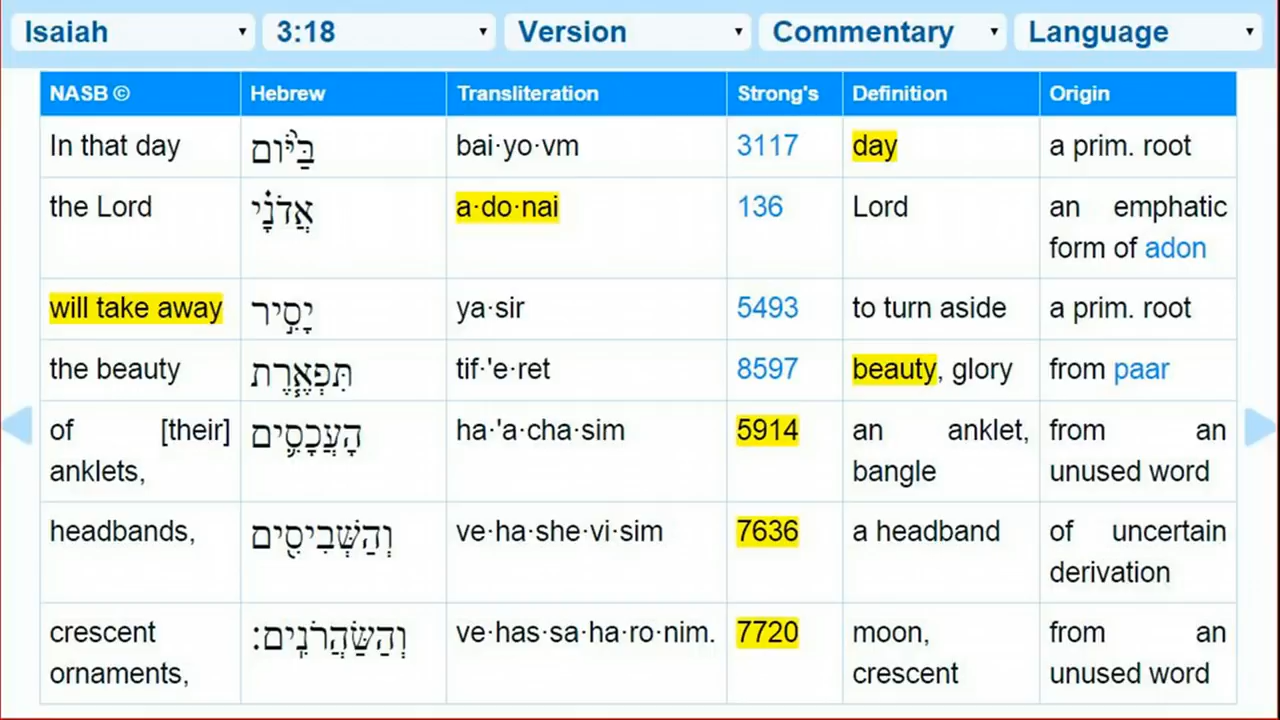 Isaiah 3:18 Version Commentary Language
NASB © Hebrew Transliteration Strong's Definition Origin
In that day בַּיּ֨וֹם bai·yo·vm 3117 day a prim. root
the Lord אֲדֹנָ֗י a·do·nai 136 Lord an emphatic
form of adon
will take away יָסִ֣יר ya·sir 5493 to turn aside a prim. root
the beauty תִּפְאֶ֧רֶת tif·'e·ret 8597 beauty, glory from paar
of [their] הָעֲכָסִ֛ים ha·'a·cha·sim 5914 an anklet, from an
anklets, bangle unused word
headbands, וְהַשְּׁבִיסִ֖ים ve·ha·she·vi·sim 7636 a headband of uncertain
derivation
crescent וְהַשַּׂהֲרֹנִֽים׃ ve·has·sa·ha·ro·nim. 7720 moon, from an
ornaments, crescent unused word